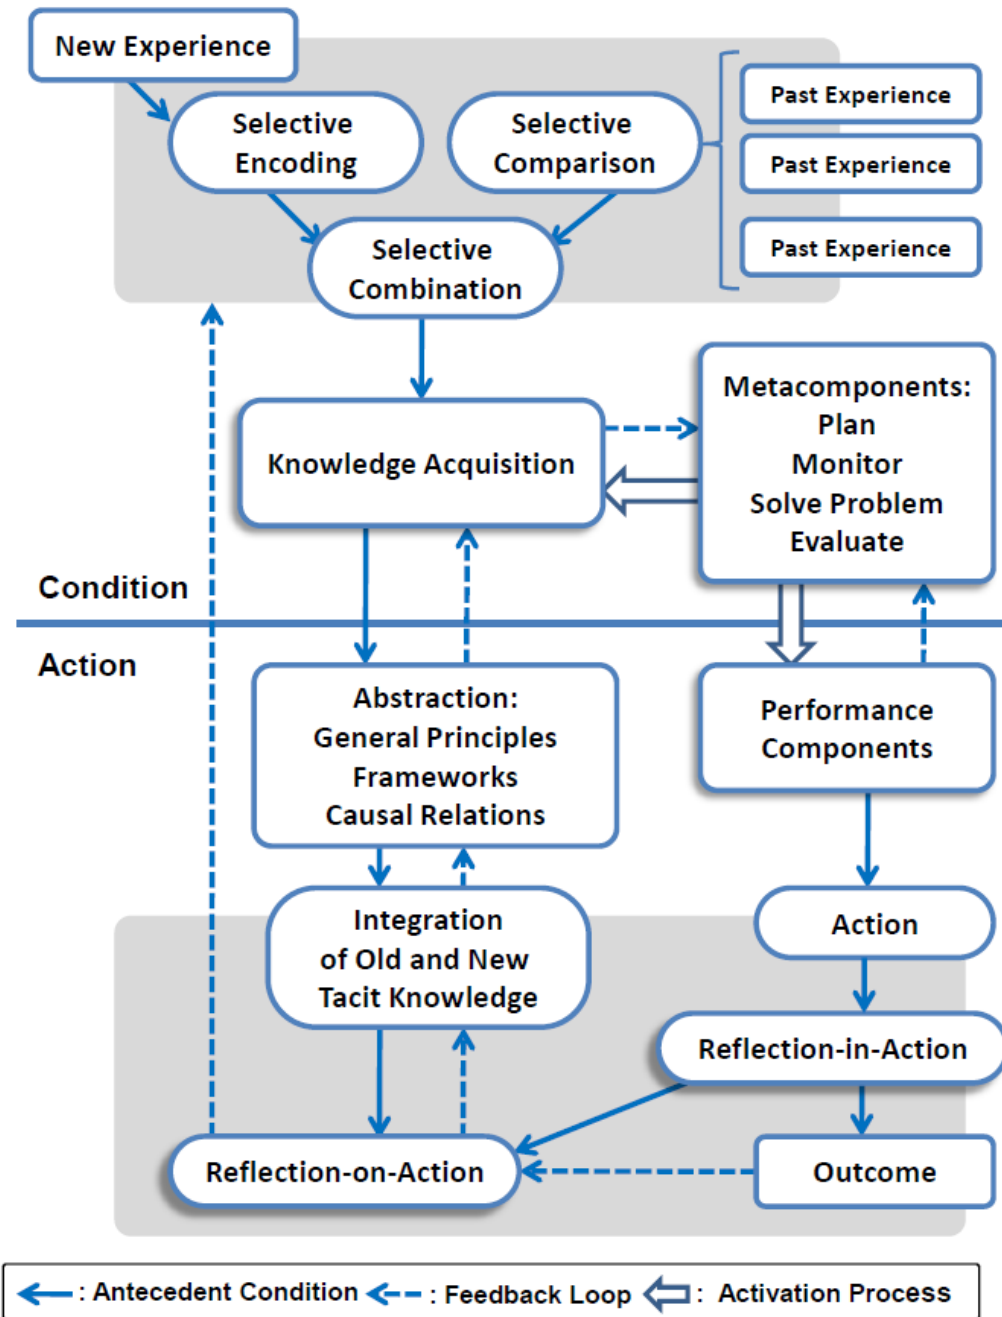 New Experience
Selective
Encoding
Selective
Comparison
Past Experience
Past Experience
Past Experience
Selective
Combination
Knowledge Acquisition
Metacomponents:
Plan
Monitor
Solve Problem
Evaluate
Condition
Action
Abstraction:
General Principles
Frameworks
Causal Relations
Performance
Components
Integration
of Old and New
Tacit Knowledge
Action
Reflection-in-Action
Reflection-on-Action
Outcome
: Antecedent Condition : Feedback Loop : Activation Process